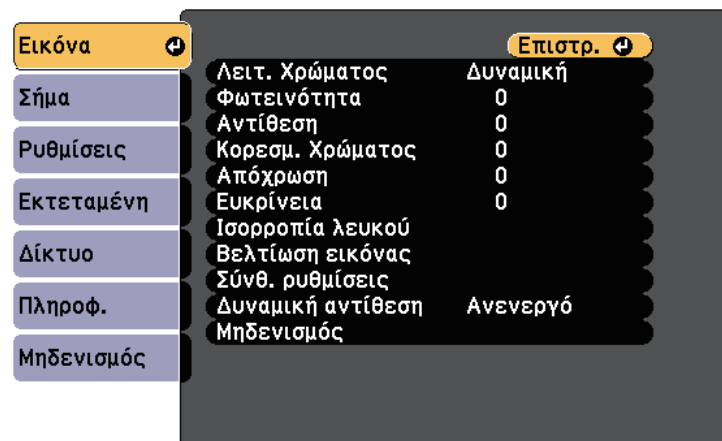 Εικόνα
Σήμα
Ρυθμίσεις
Εκτεταμένη
Δίκτυο
Πληροφ.
Μηδενισμός
Επιστρ.
Λειτ. Χρώματος Δυναμική
Φωτεινότητα 0
Αντίθεση 0
Κορεσμ. Χρώματος 0
Απόχρωση 0
Ευκρίνεια 0
Ισορροπία λευκού
Βελτίωση εικόνας
Σύνθ. ρυθμίσεις
Δυναμική αντίθεση Ανενεργό
Μηδενισμός